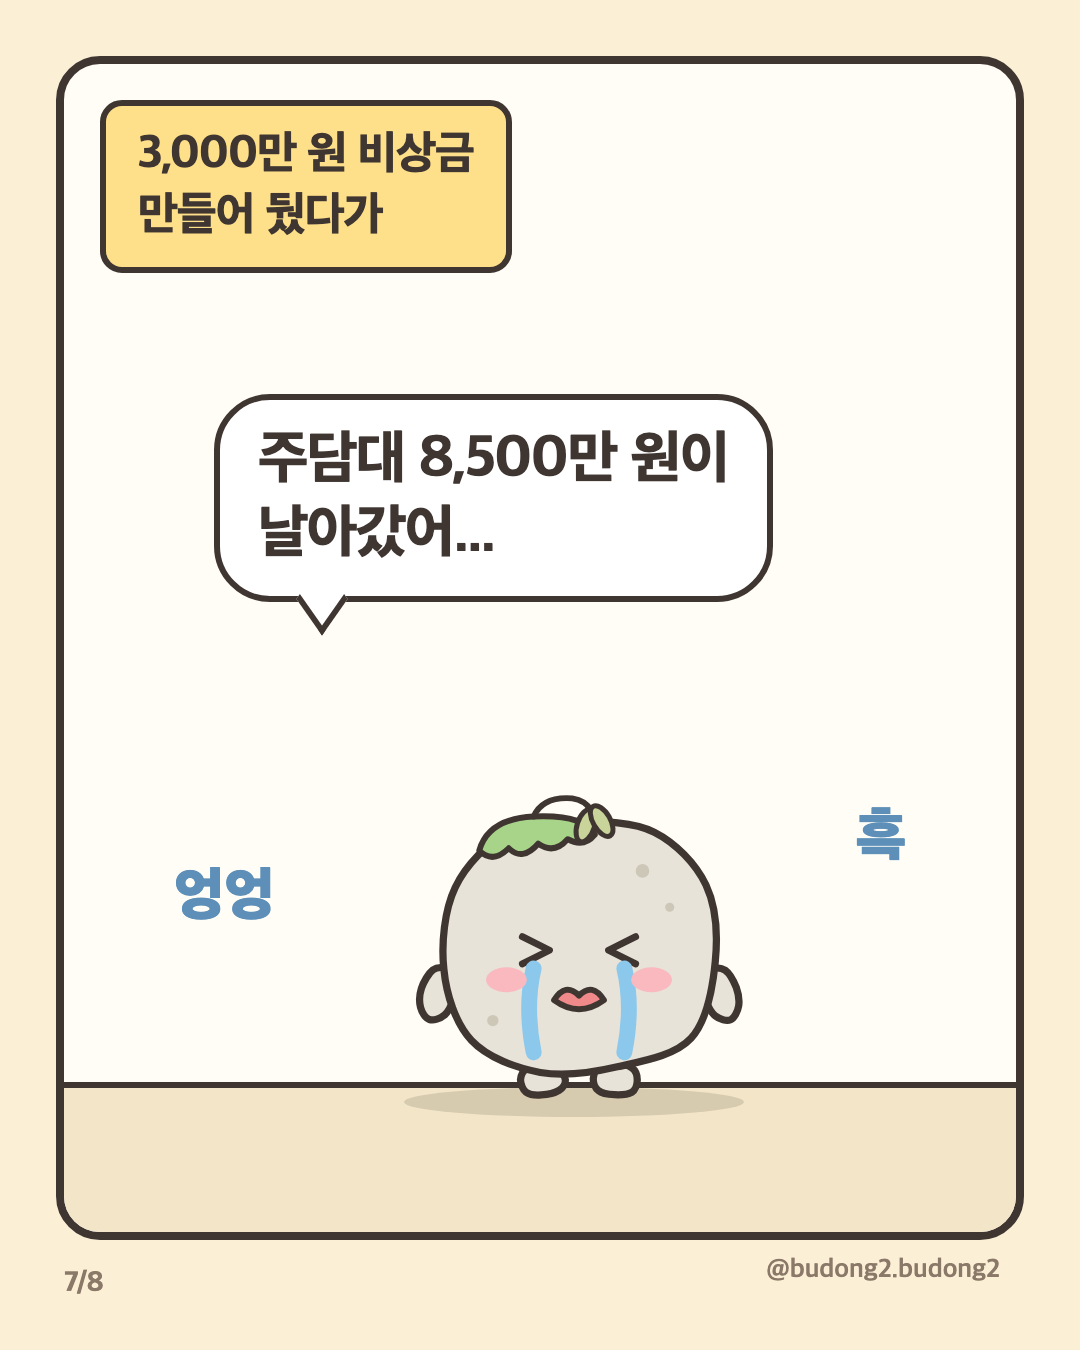 3,000만 원 비상금
만들어 뒀다가
주담대 8,500만 원이
날아갔어...
흑
엉엉
7/8
@budong2.budong2